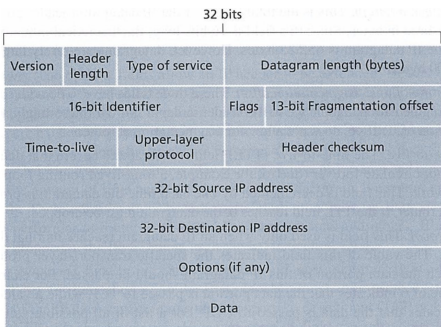 32 bits
Version Header length Type of service Datagram length (bytes)
16-bit Identifier Flags 13-bit Fragmentation offset
Time-to-live Upper-layer protocol Header checksum
32-bit Source IP address
32-bit Destination IP address
Options (if any)
Data